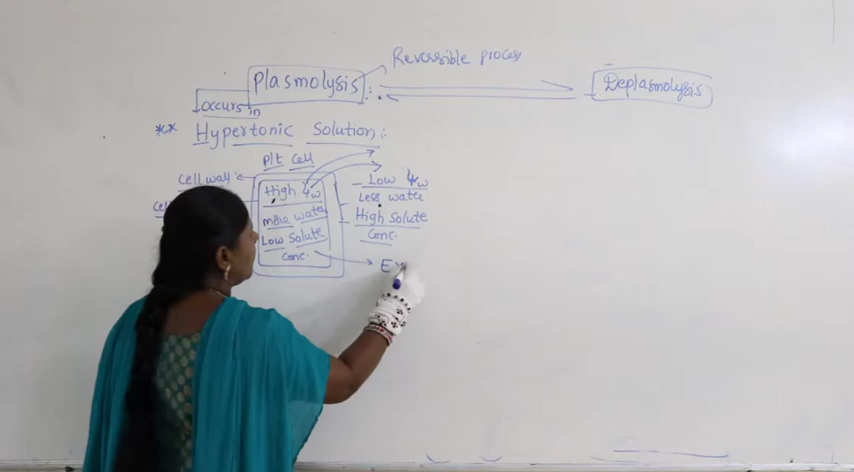 Reversible process
Plasmolysis :
Deplasmolysis
occurs in
** Hypertonic Solution :
plt cell
cell wall
High ψw
more water
Low Solute
conc.
Low ψw
Less water
High Solute
Conc.